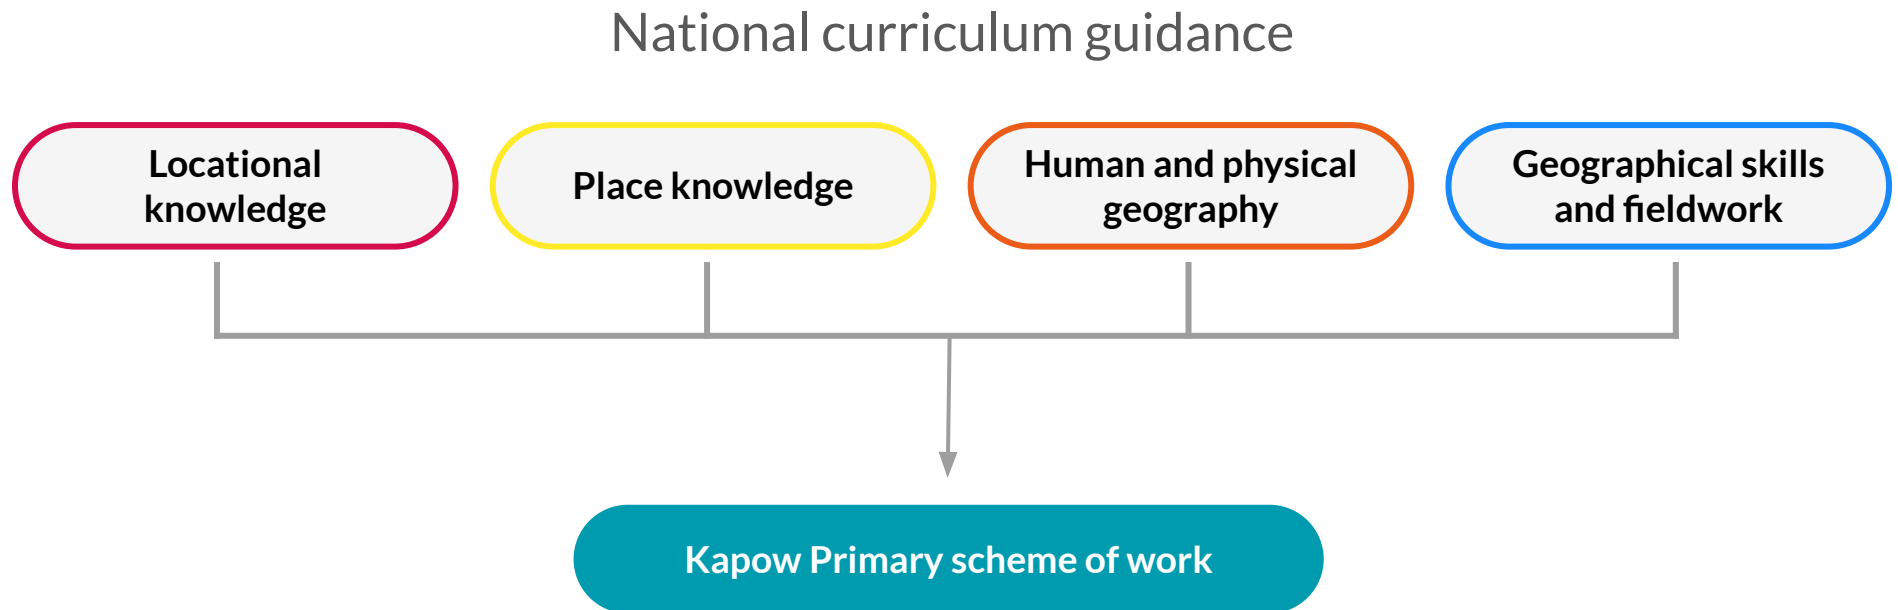 National curriculum guidance
Locational
knowledge
Place knowledge
Human and physical
geography
Geographical skills
and fieldwork
Kapow Primary scheme of work